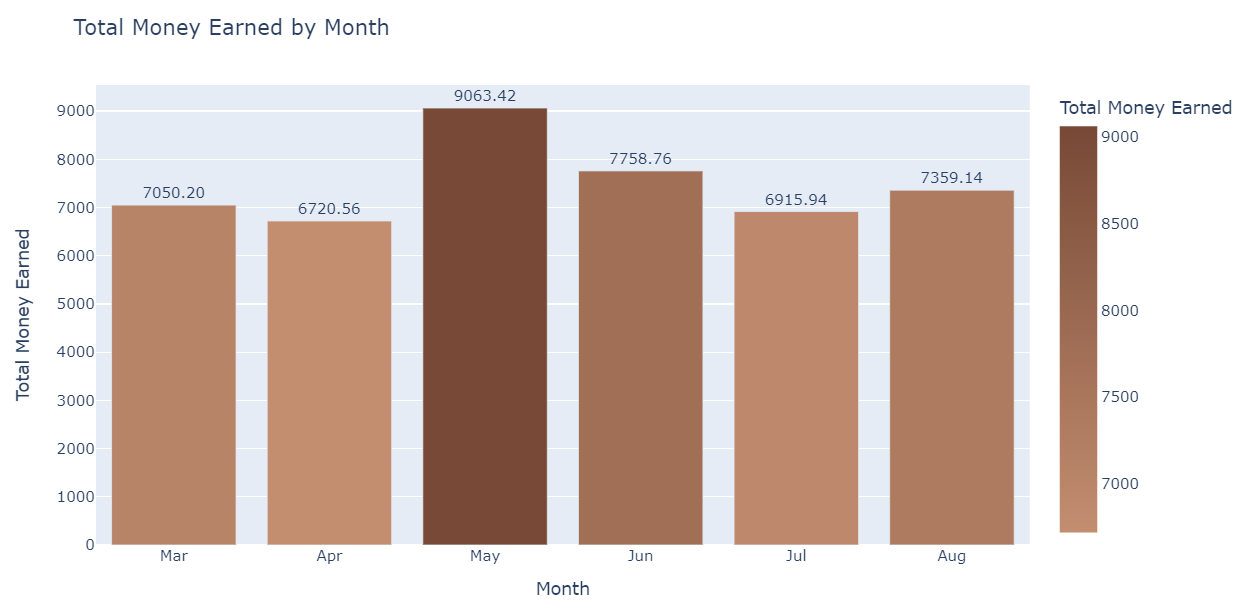 Total Money Earned by Month
Total Money Earned
9000
8000
7000
6000
5000
4000
3000
2000
1000
0
7050.20
6720.56
9063.42
7758.76
6915.94
7359.14
Mar
Apr
May
Jun
Jul
Aug
Month
Total Money Earned
9000
8500
8000
7500
7000